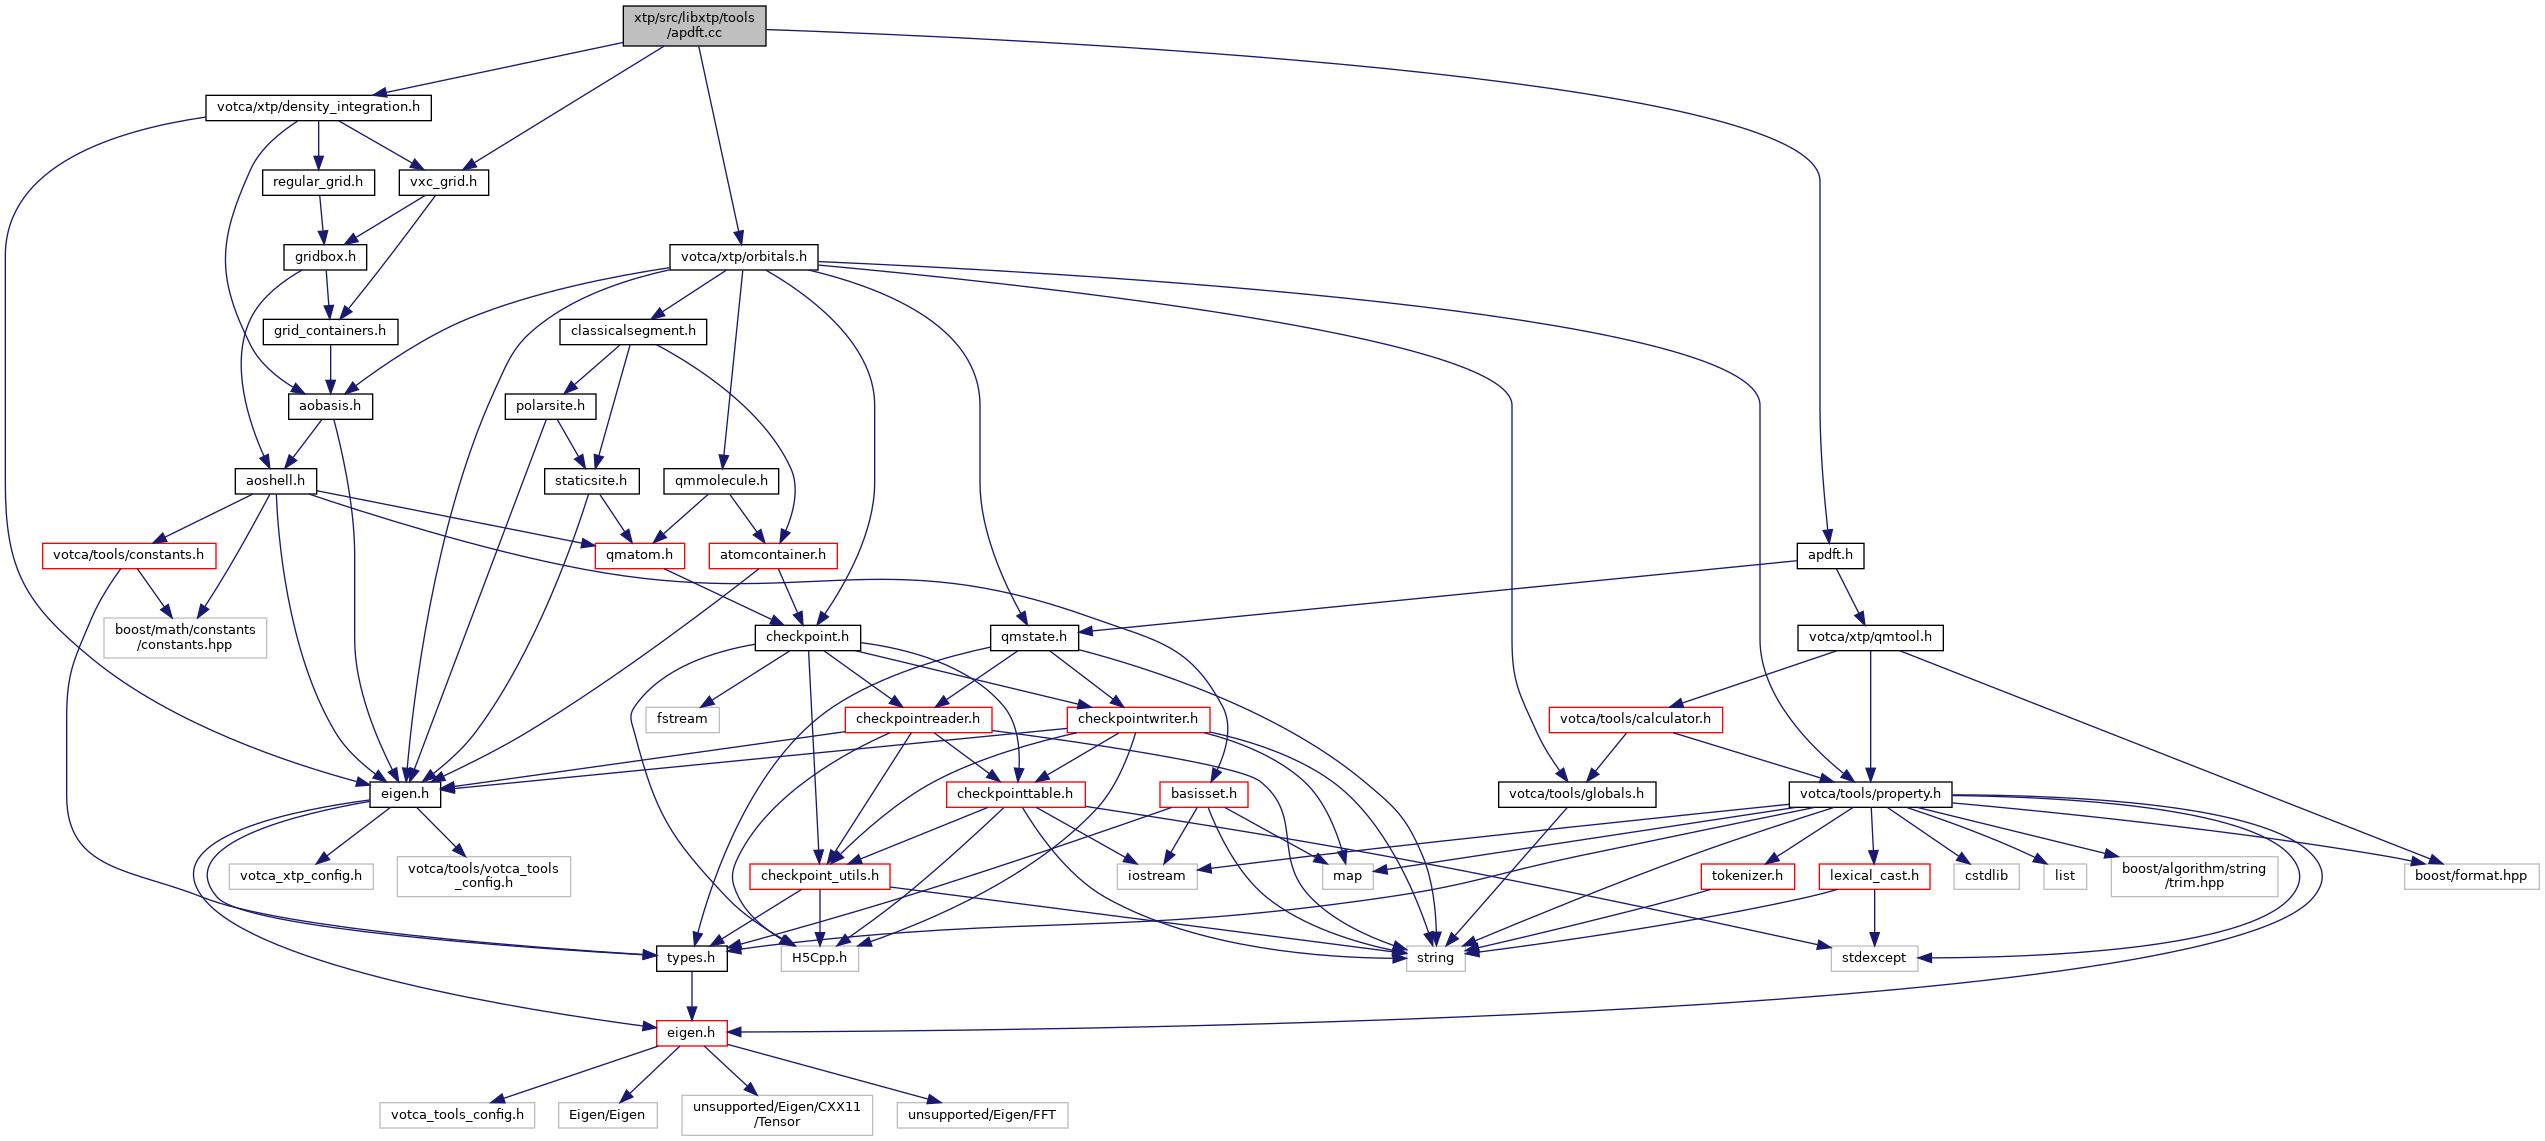 xtp/src/libxtp/tools
/apdft.cc
votca/xtp/density_integration.h
regular_grid.h
vxc_grid.h
gridbox.h
votca/xtp/orbitals.h
grid_containers.h
classicalsegment.h
aobasis.h
polarsite.h
aoshell.h
staticsite.h
qmmolecule.h
votca/tools/constants.h
qmatom.h
atomcontainer.h
apdft.h
boost/math/constants
/constants.hpp
checkpoint.h
qmstate.h
votca/xtp/qmtool.h
fstream
checkpointreader.h
checkpointwriter.h
votca/tools/calculator.h
eigen.h
checkpointtable.h
basisset.h
votca/tools/globals.h
votca/tools/property.h
votca_xtp_config.h
votca/tools/votca_tools
_config.h
checkpoint_utils.h
iostream
map
tokenizer.h
lexical_cast.h
cstdlib
list
boost/algorithm/string
/trim.hpp
boost/format.hpp
types.h
H5Cpp.h
string
stdexcept
eigen.h
votca_tools_config.h
Eigen/Eigen
unsupported/Eigen/CXX11
/Tensor
unsupported/Eigen/FFT